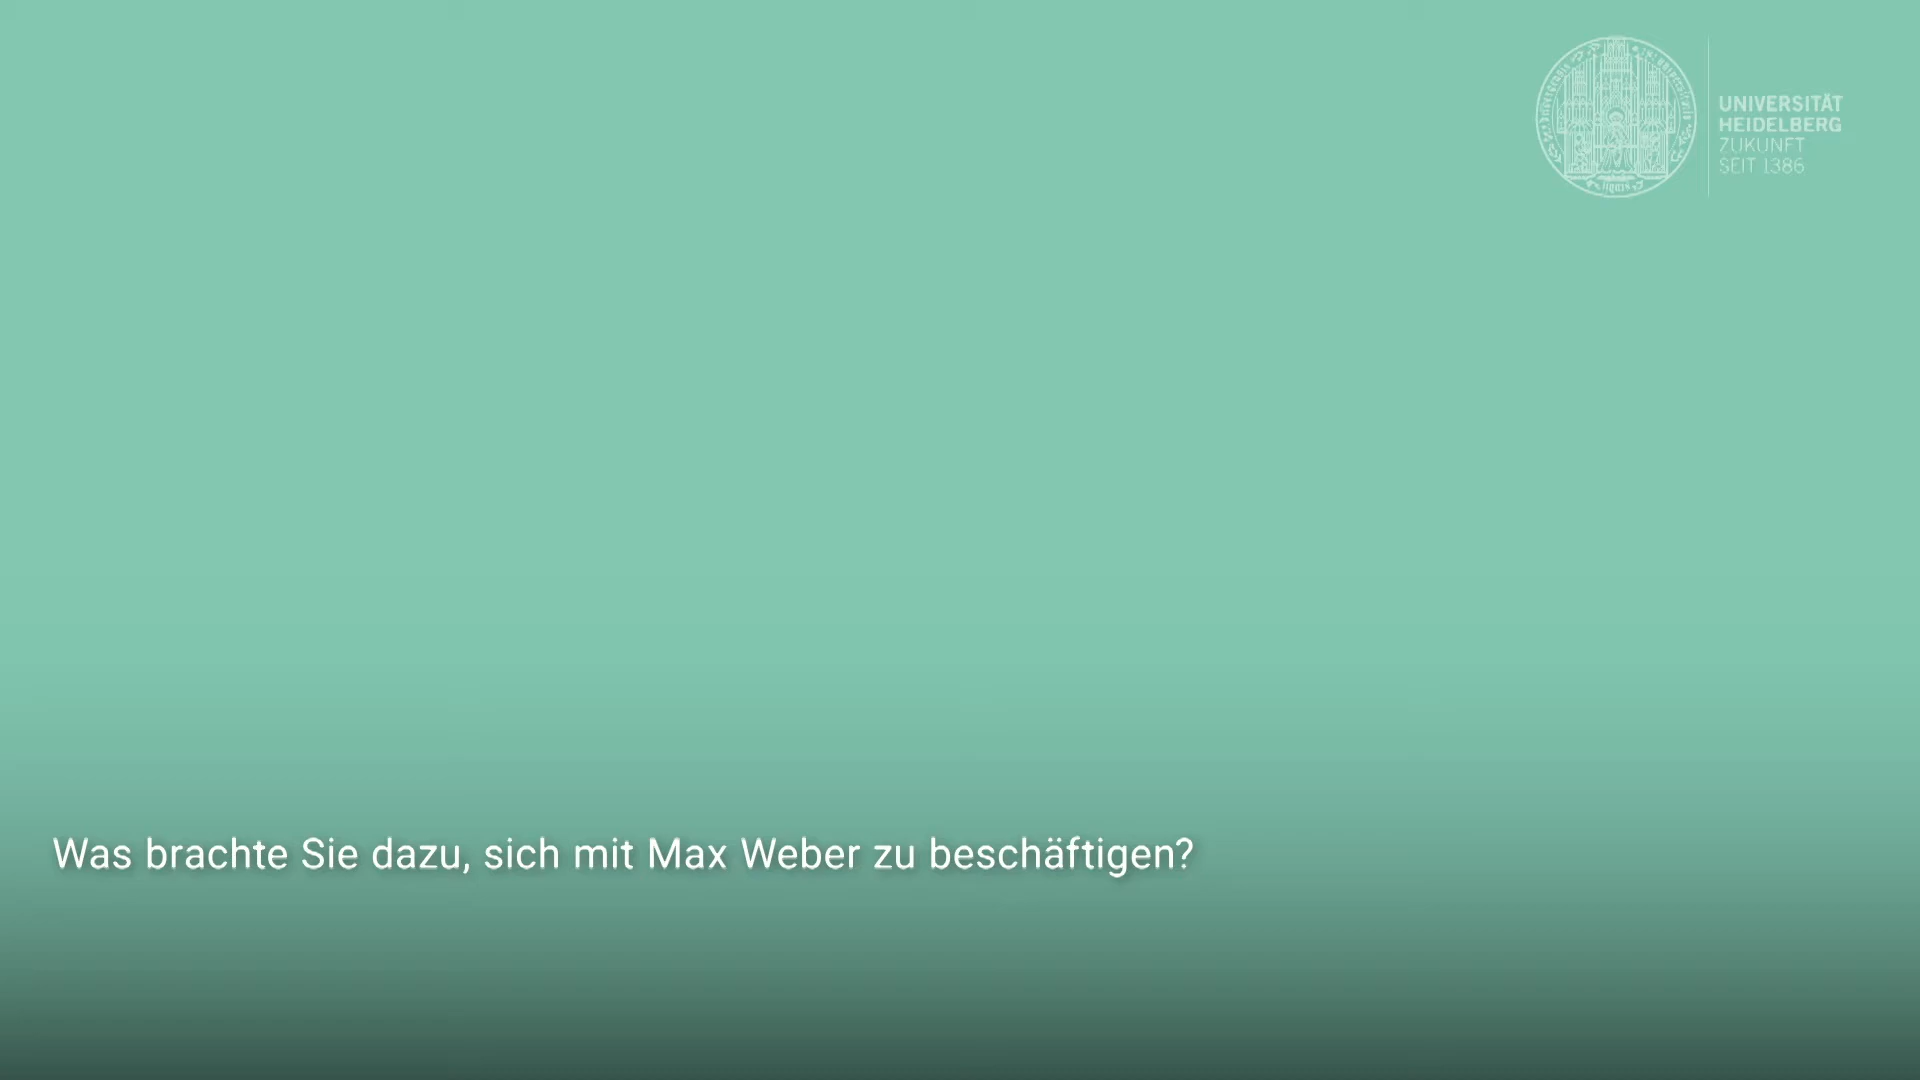 UNIVERSITÄT
HEIDELBERG
ZUKUNFT
SEIT 1386
Was brachte Sie dazu, sich mit Max Weber zu beschäftigen?